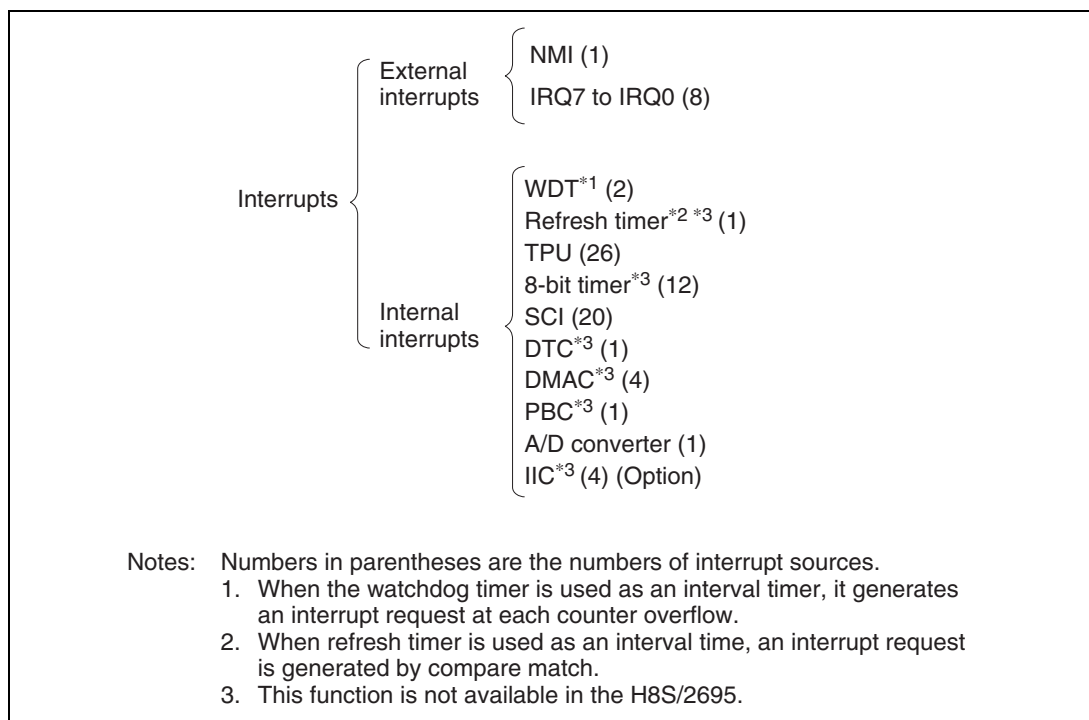 External
interrupts
NMI (1)
IRQ7 to IRQ0 (8)
Interrupts
Internal
interrupts
WDT*1 (2)
Refresh timer*2 *3 (1)
TPU (26)
8-bit timer*3 (12)
SCI (20)
DTC*3 (1)
DMAC*3 (4)
PBC*3 (1)
A/D converter (1)
IIC*3 (4) (Option)
Notes: Numbers in parentheses are the numbers of interrupt sources.
1. When the watchdog timer is used as an interval timer, it generates
an interrupt request at each counter overflow.
2. When refresh timer is used as an interval time, an interrupt request
is generated by compare match.
3. This function is not available in the H8S/2695.